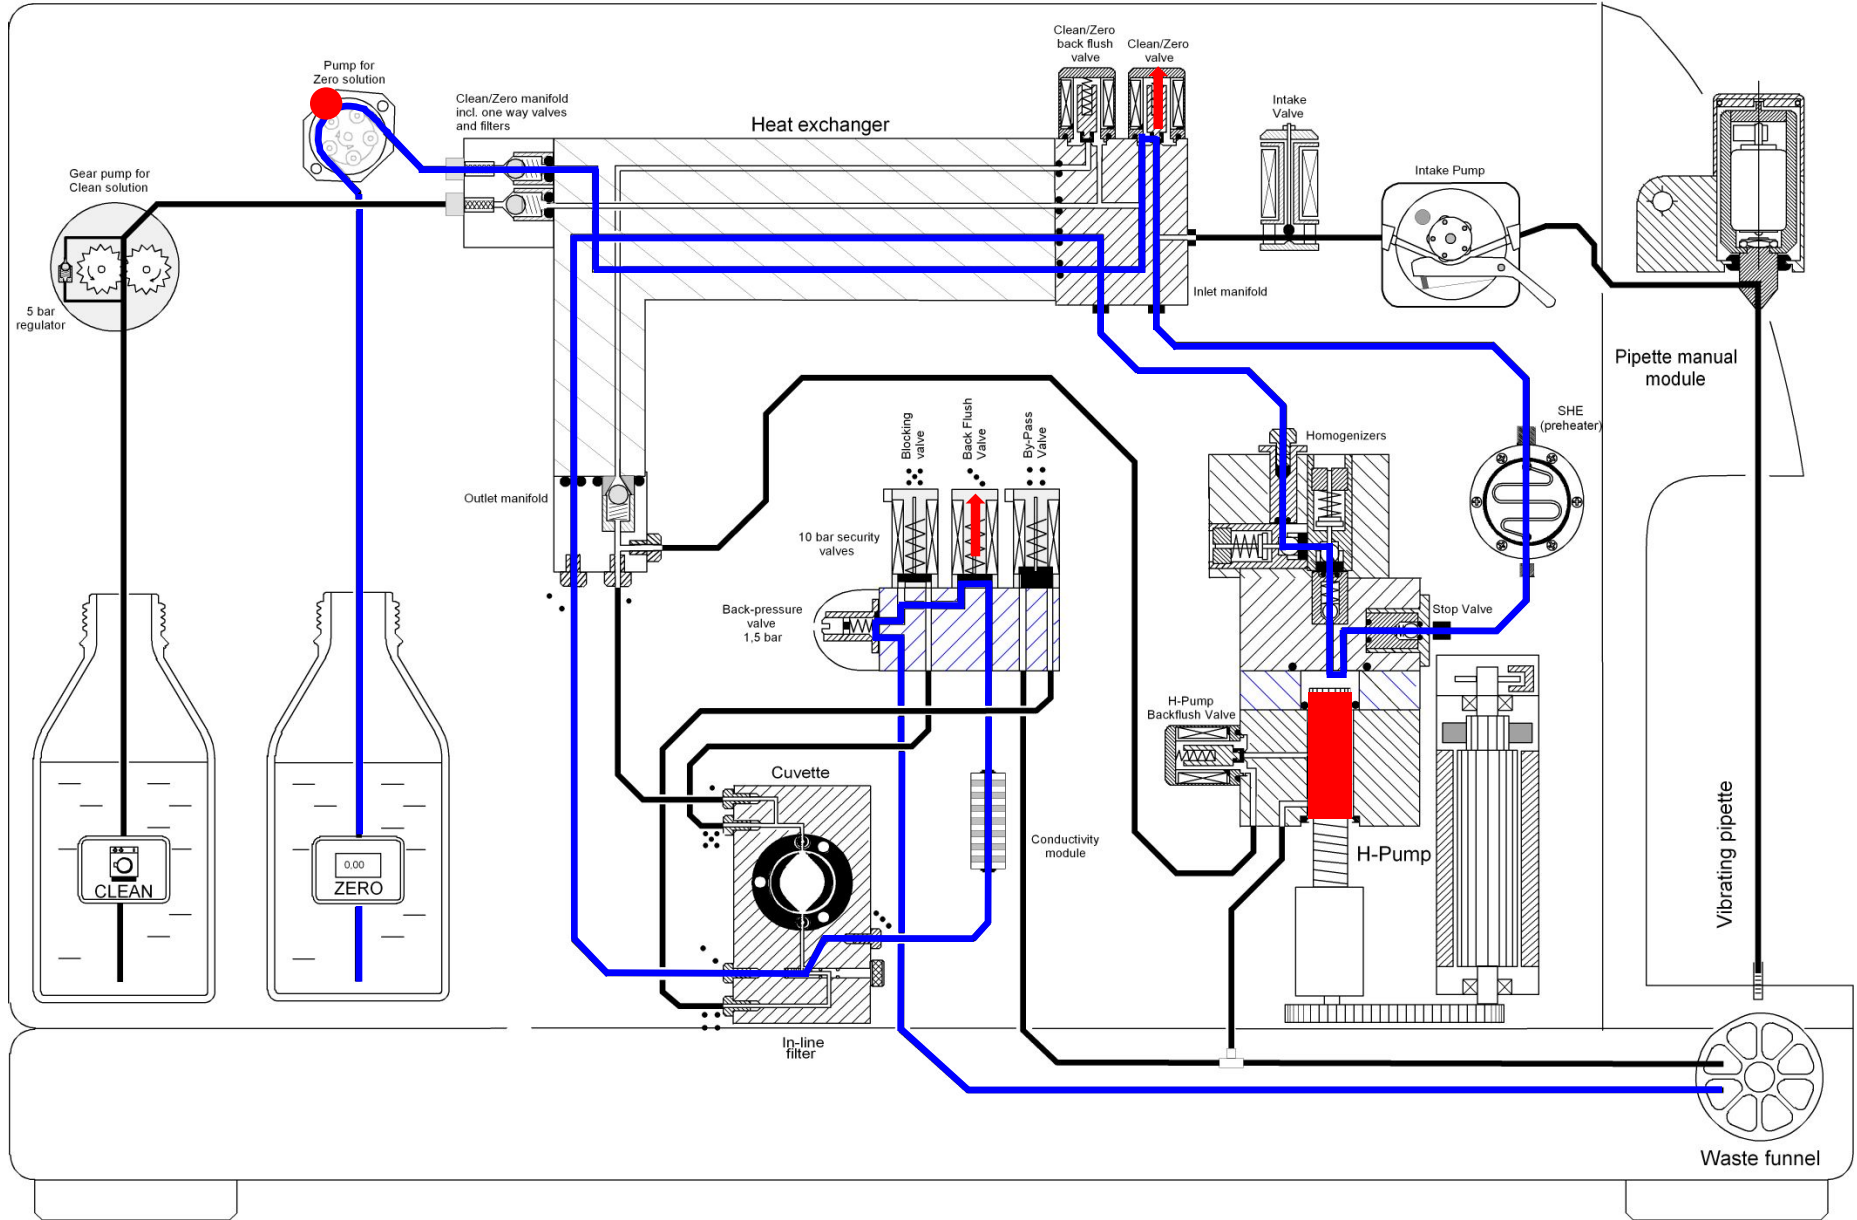 Clean/Zero
back flush
valve
Clean/Zero
valve
Pump for
Zero solution
Clean/Zero manifold
incl. one way valves
and filters
Heat exchanger
Intake
Valve
Gear pump for
Clean solution
Intake Pump
5 bar
regulator
Inlet manifold
Pipette manual
module
SHE
(preheater)
Blocking
valve
Back Flush
Valve
By-Pass
Valve
Homogenizers
Outlet manifold
10 bar security
valves
Back-pressure
valve
1,5 bar
Stop Valve
H-Pump
Backflush Valve
Cuvette
Conductivity
module
H-Pump
0,00
CLEAN
ZERO
Vibrating pipette
In-line
filter
Waste funnel